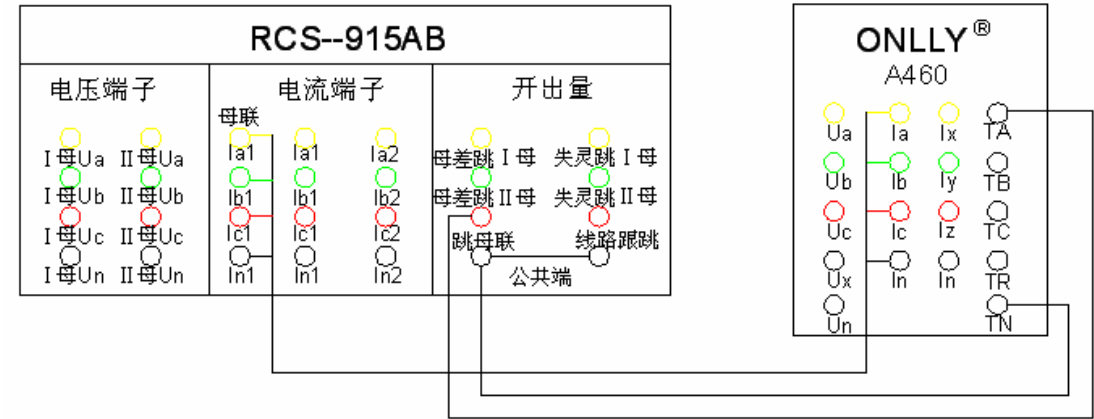 RCS--915AB
电压端子 电流端子 开出量
母联
Ia1 Ia1 Ia2
Ⅰ母Ua Ⅱ母Ua
母差跳Ⅰ母 失灵跳Ⅰ母
Ⅰ母Ub Ⅱ母Ub
Ib1 Ib1 Ib2
母差跳Ⅱ母 失灵跳Ⅱ母
Ⅰ母Uc Ⅱ母Uc
Ic1 Ic1 Ic2
跳母联 线路跟跳
Ⅰ母Un Ⅱ母Un
In1 In1 In2
公共端
ONLLY®
A460
Ua Ia Ix TA
Ub Ib Iy TB
Uc Ic Iz TC
Ux In In TR
Un TN